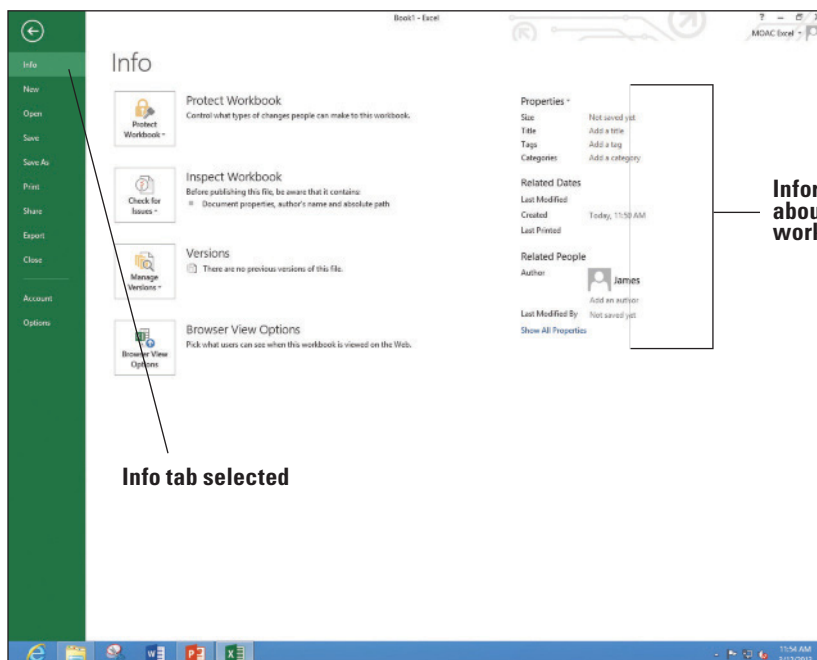 Book1 - Excel
?
MOAC Excel
Info
New
Open
Save
Save As
Print
Share
Export
Close
Account
Options
Info
Protect
Workbook
Protect Workbook
Control what types of changes people can make to this workbook.
Check for
Issues
Inspect Workbook
Before publishing this file, be aware that it contains:
Document properties, author's name and absolute path
Manage
Versions
Versions
There are no previous versions of this file.
Browser View
Options
Browser View Options
Pick what users can see when this workbook is viewed on the Web.
Properties
Size Not saved yet
Title Add a title
Tags Add a tag
Categories Add a category
Related Dates
Last Modified
Created Today, 11:50 AM
Last Printed
Related People
Author James
Add an author
Last Modified By Not saved yet
Show All Properties
Info tab selected
11:54 AM